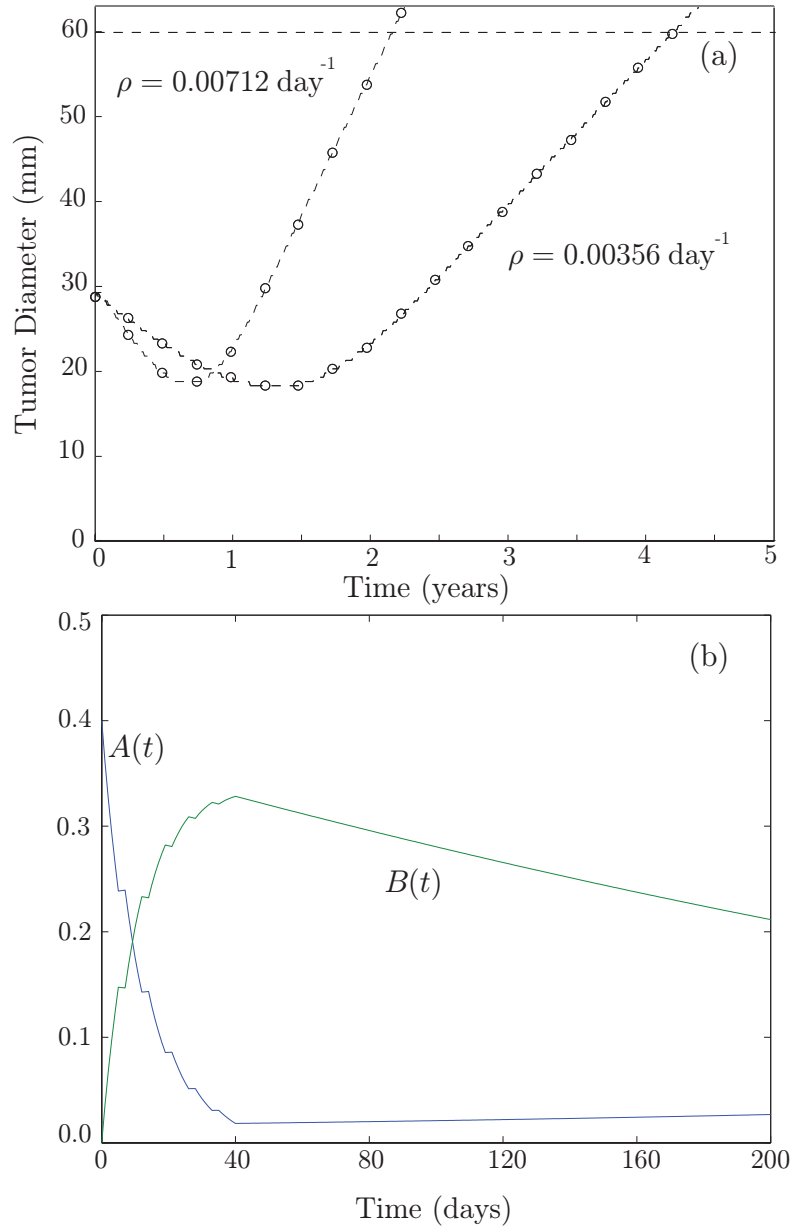 60
50
40
30
20
10
0
Tumor Diameter (mm)
(a)
ρ = 0.00712 day-1
ρ = 0.00356 day-1
0 1 2 3 4 5
Time (years)
0.5
0.4
0.3
0.2
0.1
0.0
(b)
A(t)
B(t)
0 40 80 120 160 200
Time (days)